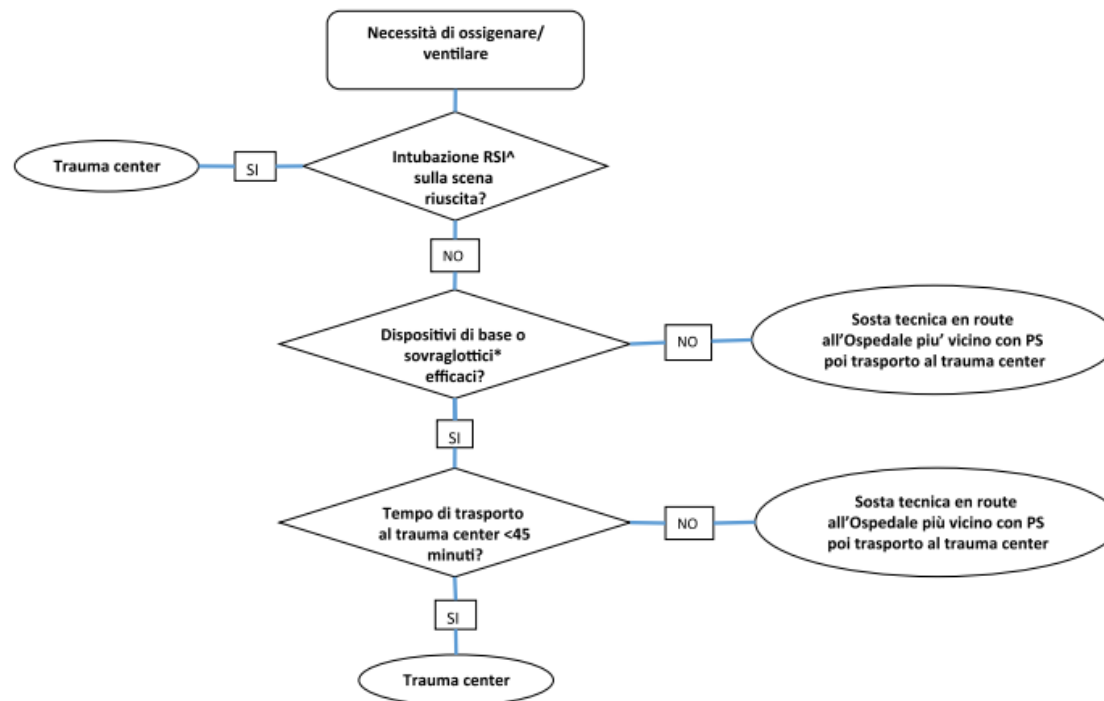 Necessità di ossigenare/
ventilare
Intubazione RSI^
sulla scena
riuscita?
SI
Trauma center
NO
Dispositivi di base o
sovraglottici*
efficaci?
NO
Sosta tecnica en route
all'Ospedale piu' vicino con PS
poi trasporto al trauma center
SI
Tempo di trasporto
al trauma center <45
minuti?
NO
Sosta tecnica en route
all'Ospedale più vicino con PS
poi trasporto al trauma center
SI
Trauma center